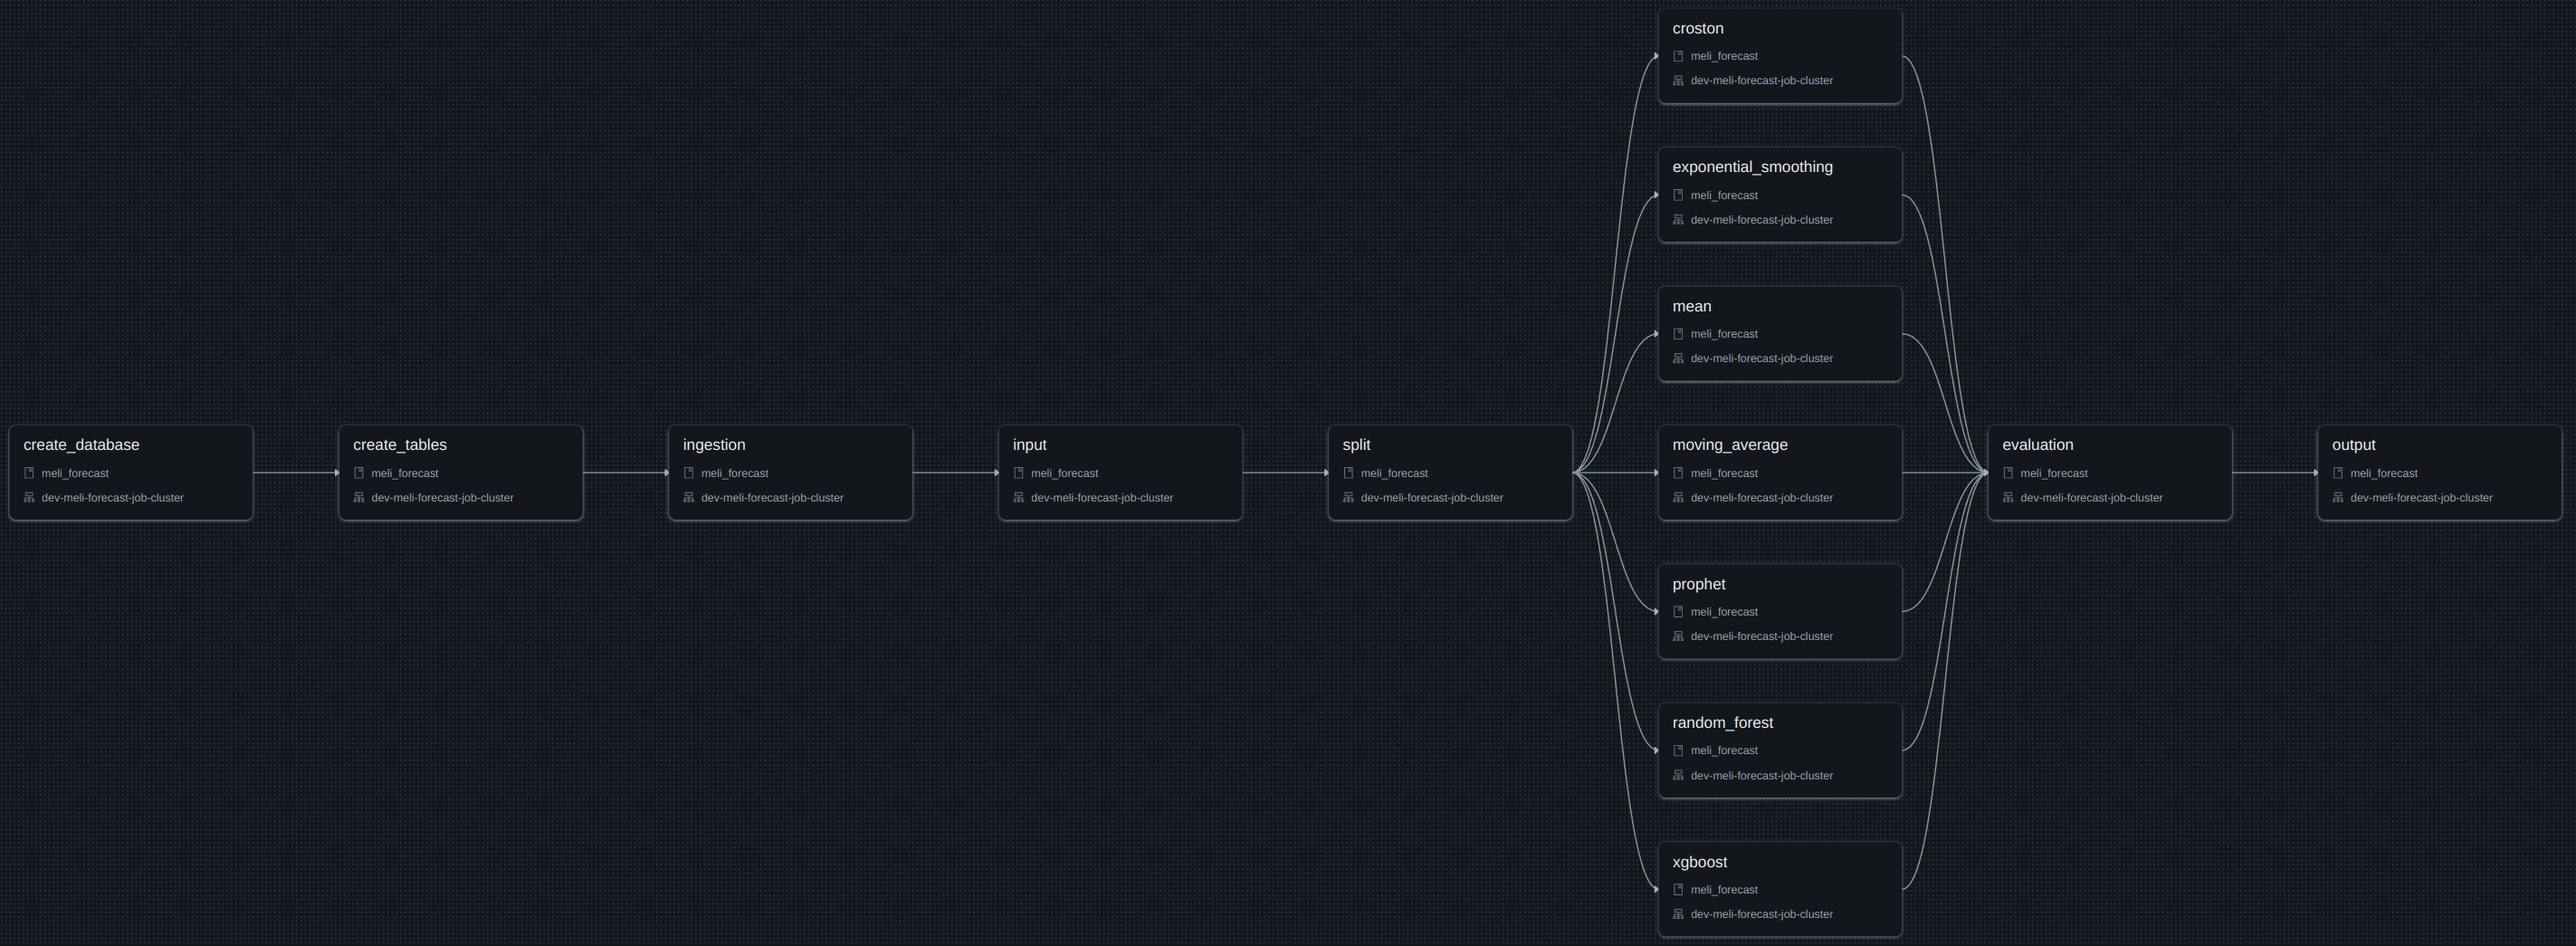 create_database
meli_forecast
dev-meli-forecast-job-cluster
create_tables
meli_forecast
dev-meli-forecast-job-cluster
ingestion
meli_forecast
dev-meli-forecast-job-cluster
input
meli_forecast
dev-meli-forecast-job-cluster
split
meli_forecast
dev-meli-forecast-job-cluster
croston
meli_forecast
dev-meli-forecast-job-cluster
exponential_smoothing
meli_forecast
dev-meli-forecast-job-cluster
mean
meli_forecast
dev-meli-forecast-job-cluster
moving_average
meli_forecast
dev-meli-forecast-job-cluster
prophet
meli_forecast
dev-meli-forecast-job-cluster
random_forest
meli_forecast
dev-meli-forecast-job-cluster
xgboost
meli_forecast
dev-meli-forecast-job-cluster
evaluation
meli_forecast
dev-meli-forecast-job-cluster
output
meli_forecast
dev-meli-forecast-job-cluster